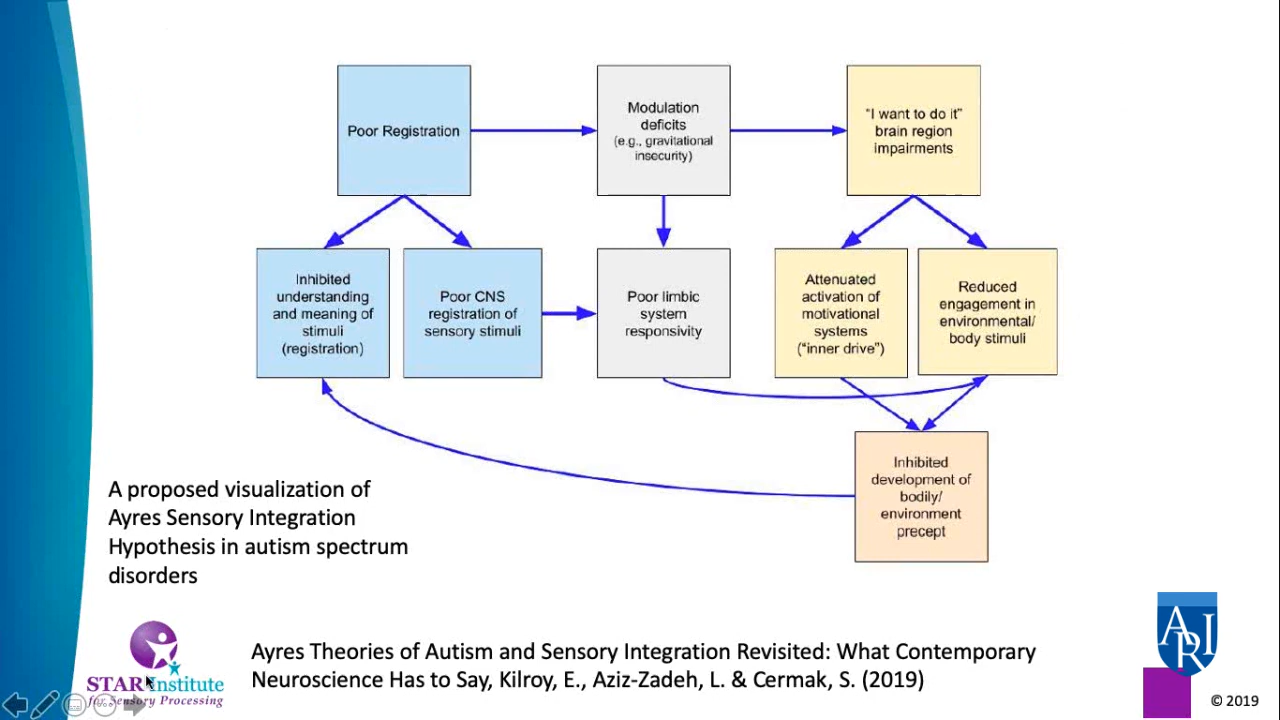 Poor Registration
Modulation
deficits
(e.g., gravitational
insecurity)
"I want to do it"
brain region
impairments
Inhibited
understanding
and meaning of
stimuli
(registration)
Poor CNS
registration of
sensory stimuli
Poor limbic
system
responsivity
Attenuated
activation of
motivational
systems
("inner drive")
Reduced
engagement in
environmental/
body stimuli
Inhibited
development of
bodily/
environment
precept
A proposed visualization of
Ayres Sensory Integration
Hypothesis in autism spectrum
disorders
Ayres Theories of Autism and Sensory Integration Revisited: What Contemporary
Neuroscience Has to Say, Kilroy, E., Aziz-Zadeh, L. & Cermak, S. (2019)
STAR Institute
for Sensory Processing
ARI
© 2019